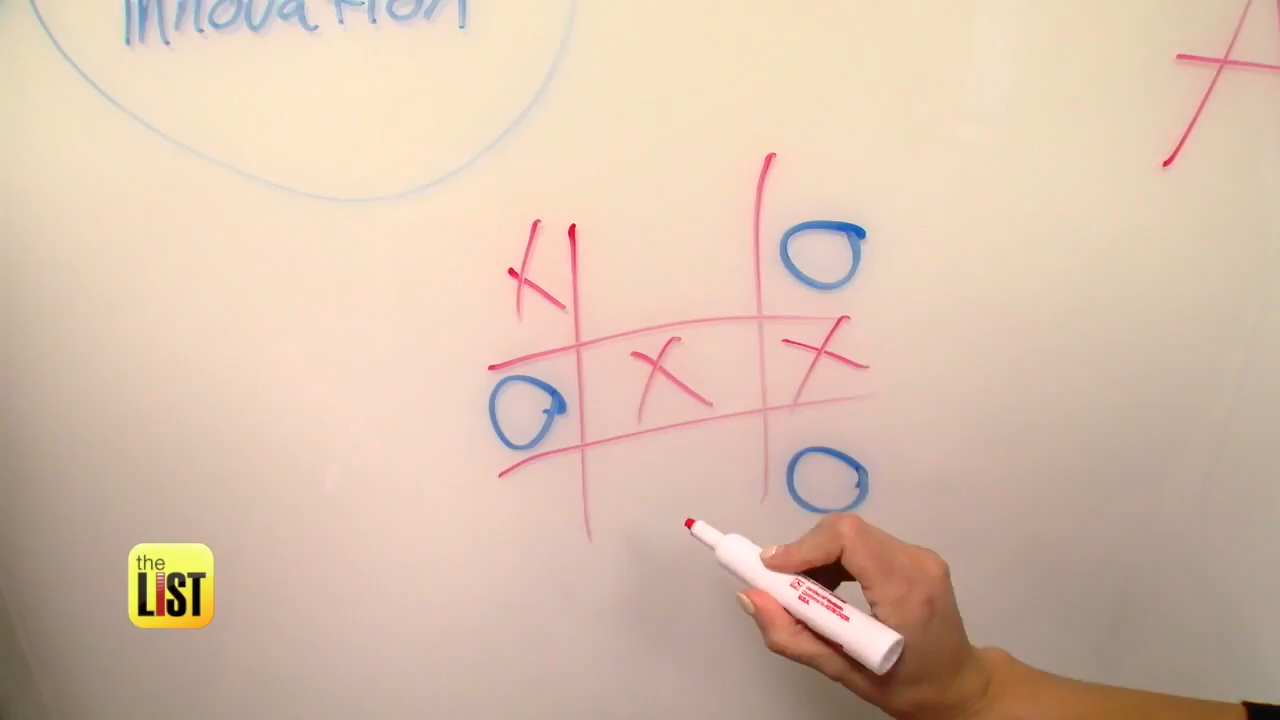 innovation
A
X O
O X X
O
the
LIST